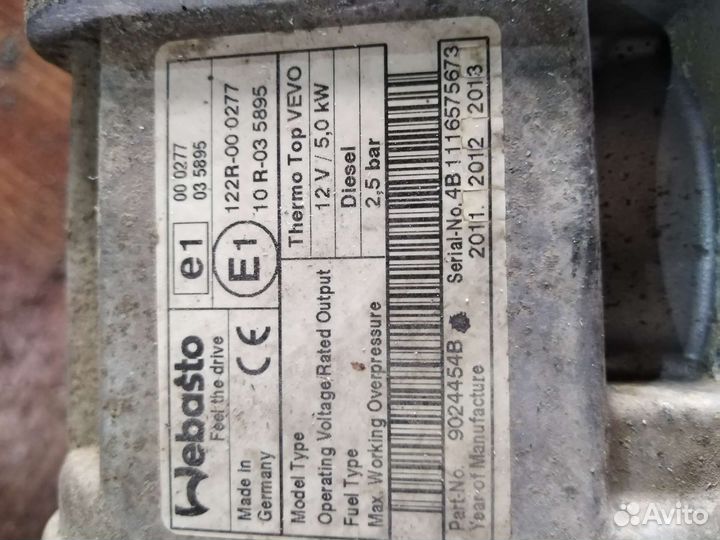 Webasto
Feel the drive
Made in
Germany
CE
e1
00 0277
03 5895
E1
122R-00 0277
10 R-03 5895
Model Type
Thermo Top VEVO
Operating Voltage/Rated Output
12 V / 5,0 kW
Fuel Type
Diesel
Max. Working Overpressure
2,5 bar
Part-No. 9024454B
Serial-No. 4B1116575673
Year of Manufacture
2011 2012 2013
Avito